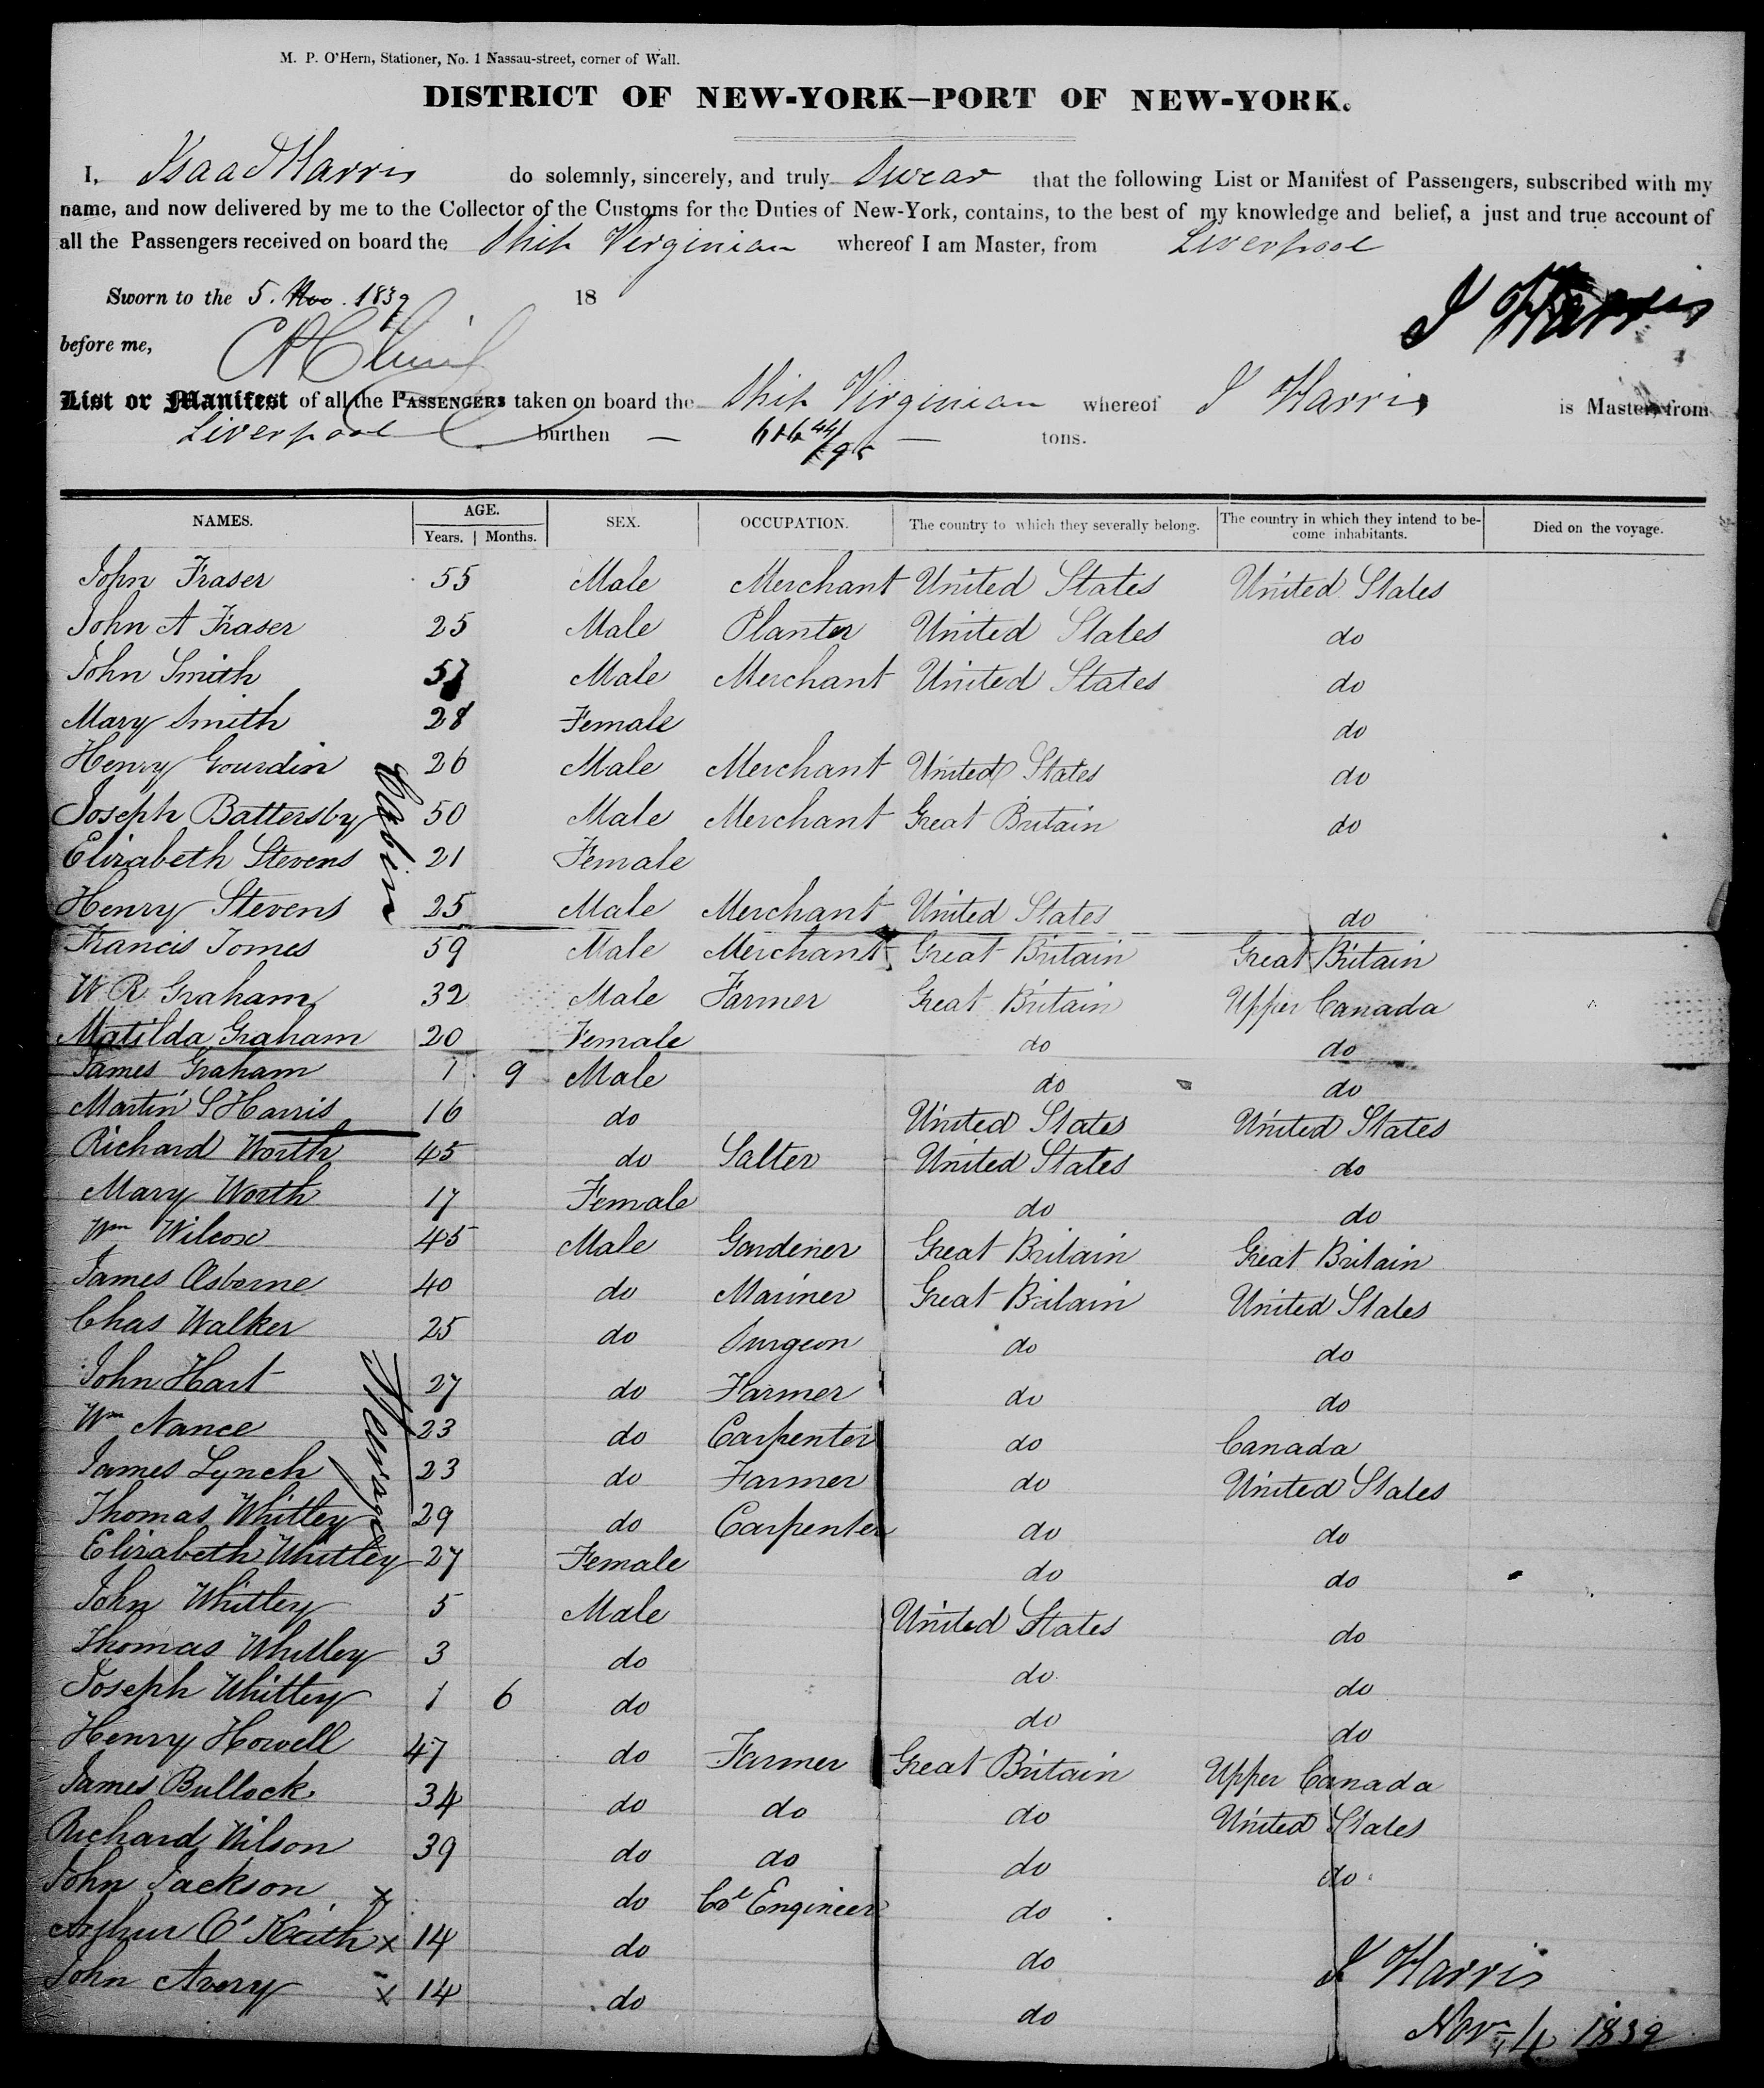 M. P. O'Hern, Stationer, No. 1 Nassau-street, corner of Wall.
DISTRICT OF NEW-YORK—PORT OF NEW-YORK.
I, Isaac Harris do solemnly, sincerely, and truly Swear that the following List or Manifest of Passengers, subscribed with my
name, and now delivered by me to the Collector of the Customs for the Duties of New-York, contains, to the best of my knowledge and belief, a just and true account of
all the Passengers received on board the Ship Virginian whereof I am Master, from Liverpool
Sworn to the 5. Nov. 1839 18
I Harris
before me,
List or Manifest of all the PASSENGERS taken on board the Ship Virginian whereof I Harris is Master, from
Liverpool burthen — 616 44/95 — tons.
NAMES. AGE. Years. Months. SEX. OCCUPATION. The country to which they severally belong. The country in which they intend to become inhabitants. Died on the voyage.
John Fraser 55 Male Merchant United States United States
John A Fraser 25 Male Planter United States do
John Smith 57 Male Merchant United States do
Mary Smith 28 Female do
Henry Gourdin 26 Male Merchant United States do
Joseph Battersby 50 Male Merchant Great Britain do
Cabin
Elizabeth Stevens 21 Female
Henry Stevens 25 Male Merchant United States do
Francis Tomes 59 Male Merchant Great Britain Great Britain
W R Graham 32 Male Farmer Great Britain Upper Canada
Matilda Graham 20 Female do do
James Graham 1 9 Male do do
Martin S Harris 16 do United States United States
Richard Worth 45 do Salter United States do
Mary Worth 17 Female do do
Wm Wilcox 45 Male Gardener Great Britain Great Britain
James Osborne 40 do Mariner Great Britain United States
Chas Walker 25 do Surgeon do do
John Hart 27 do Farmer do do
Wm Nance 23 do Carpenter do Canada
Steerage
James Lynch 23 do Farmer do United States
Thomas Whitley 29 do Carpenter do do
Elizabeth Whitley 27 Female do do
John Whitley 5 Male United States do
Thomas Whitley 3 do do do
Joseph Whitley 1 6 do do do
Henry Howell 47 do Farmer Great Britain Upper Canada
James Bullock 34 do do do United States
Richard Wilson 39 do do do do
John Jackson x do Cl Engineer do
Arthur O'Keith x 14 do do
John Avery x 14 do do
I Harris
Nov 4 1839